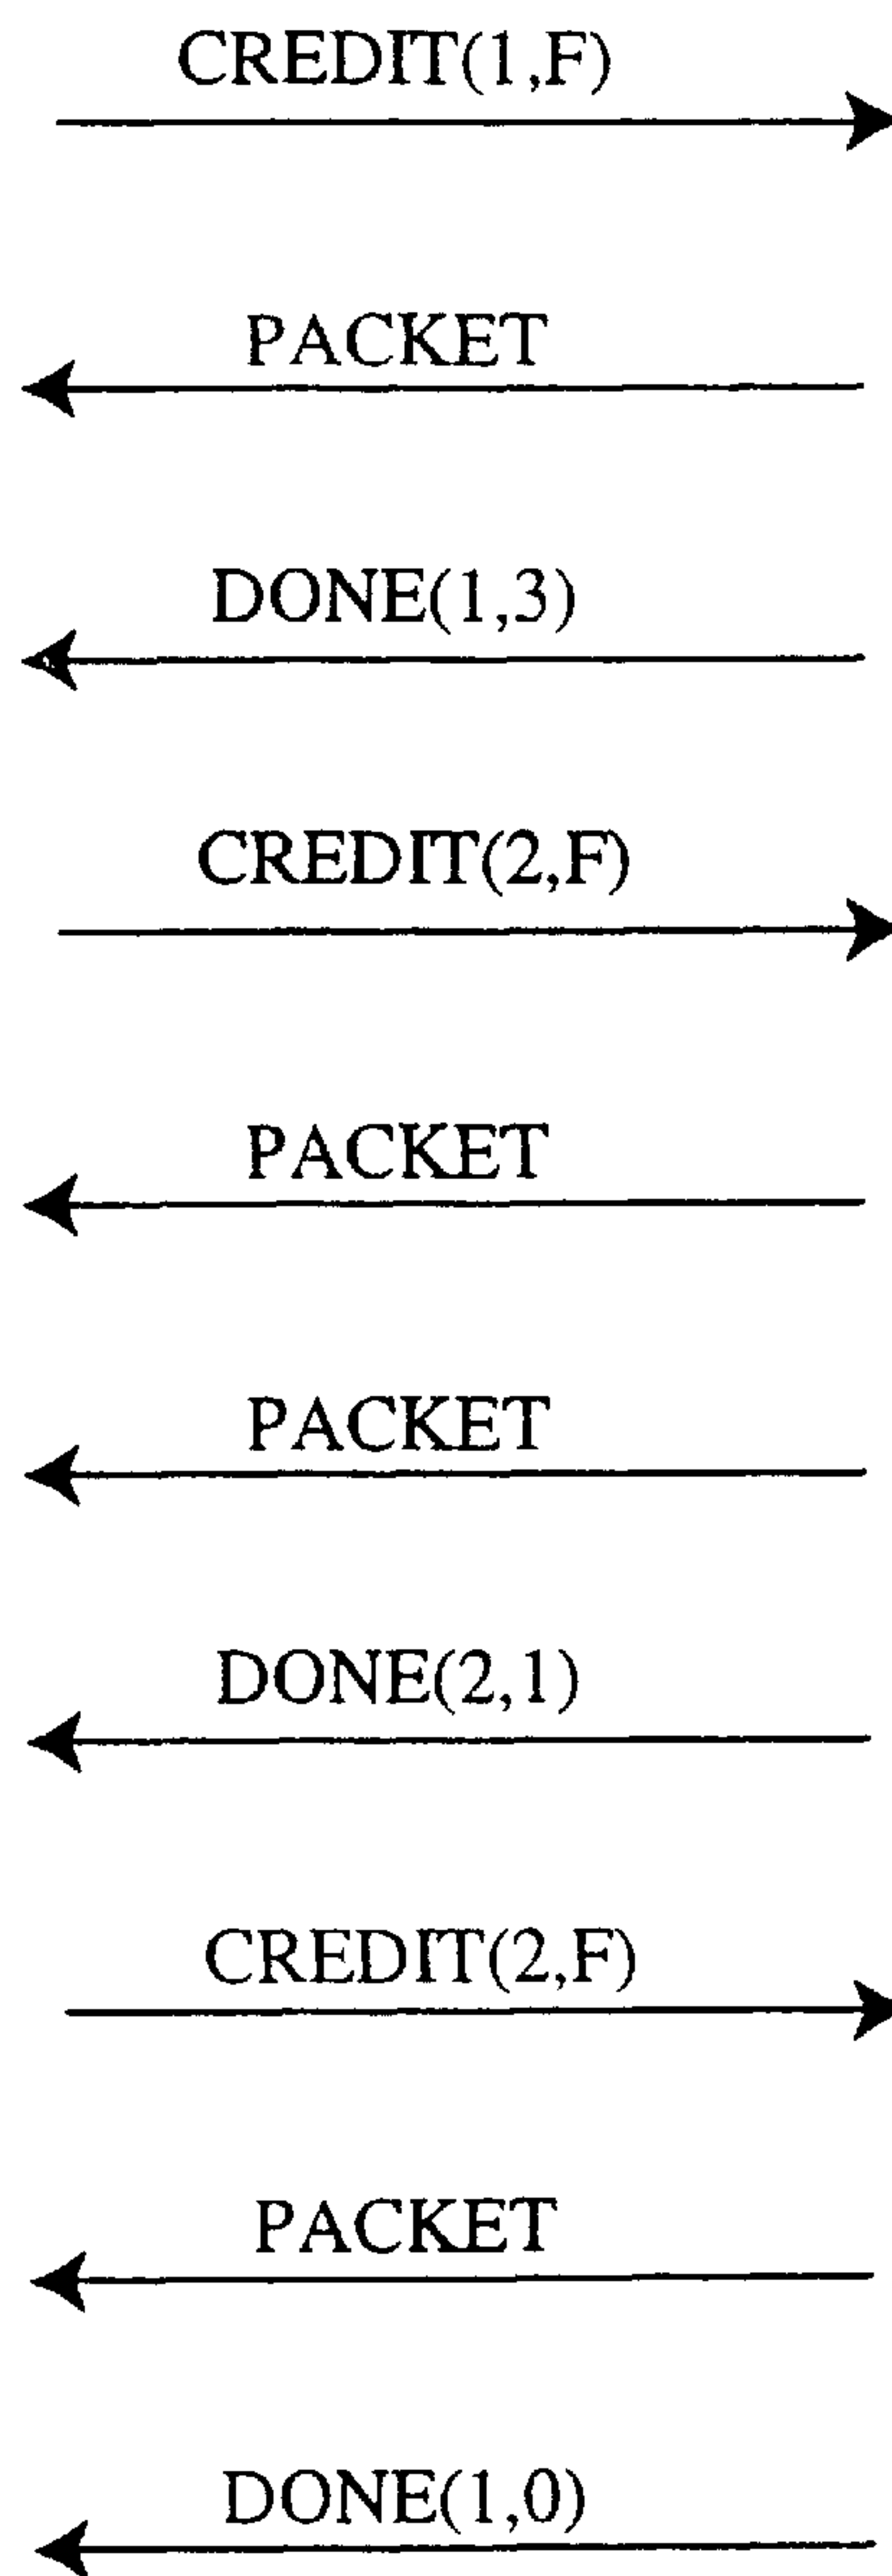 CREDIT(1,F)
PACKET
DONE(1,3)
CREDIT(2,F)
PACKET
PACKET
DONE(2,1)
CREDIT(2,F)
PACKET
DONE(1,0)